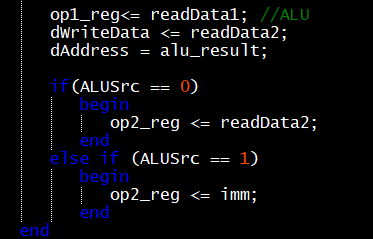 op1_reg<= readData1; //ALU
dWriteData <= readData2;
dAddress = alu_result;
if(ALUSrc == 0)
begin
op2_reg <= readData2;
end
else if (ALUSrc == 1)
begin
op2_reg <= imm;
end
end